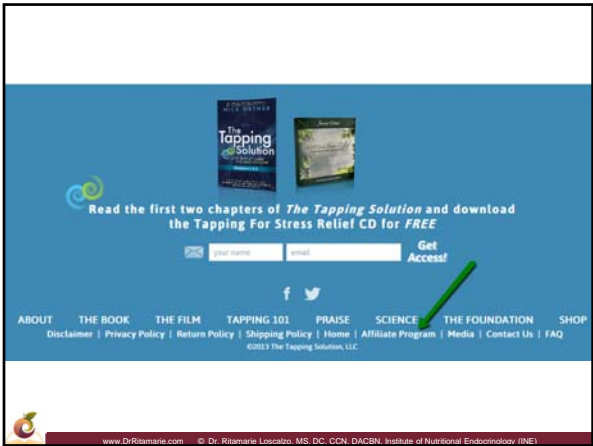 NICK ORTNER
The
Tapping
Solution
Read the first two chapters of The Tapping Solution and download
the Tapping For Stress Relief CD for FREE
your name
email
Get
Access!
f
ABOUT THE BOOK THE FILM TAPPING 101 PRAISE SCIENCE THE FOUNDATION SHOP
Disclaimer | Privacy Policy | Return Policy | Shipping Policy | Home | Affiliate Program | Media | Contact Us | FAQ
©2013 The Tapping Solution, LLC
www.DrRitamarie.com © Dr. Ritamarie Loscalzo, MS, DC, CCN, DACBN, Institute of Nutritional Endocrinology (INE)